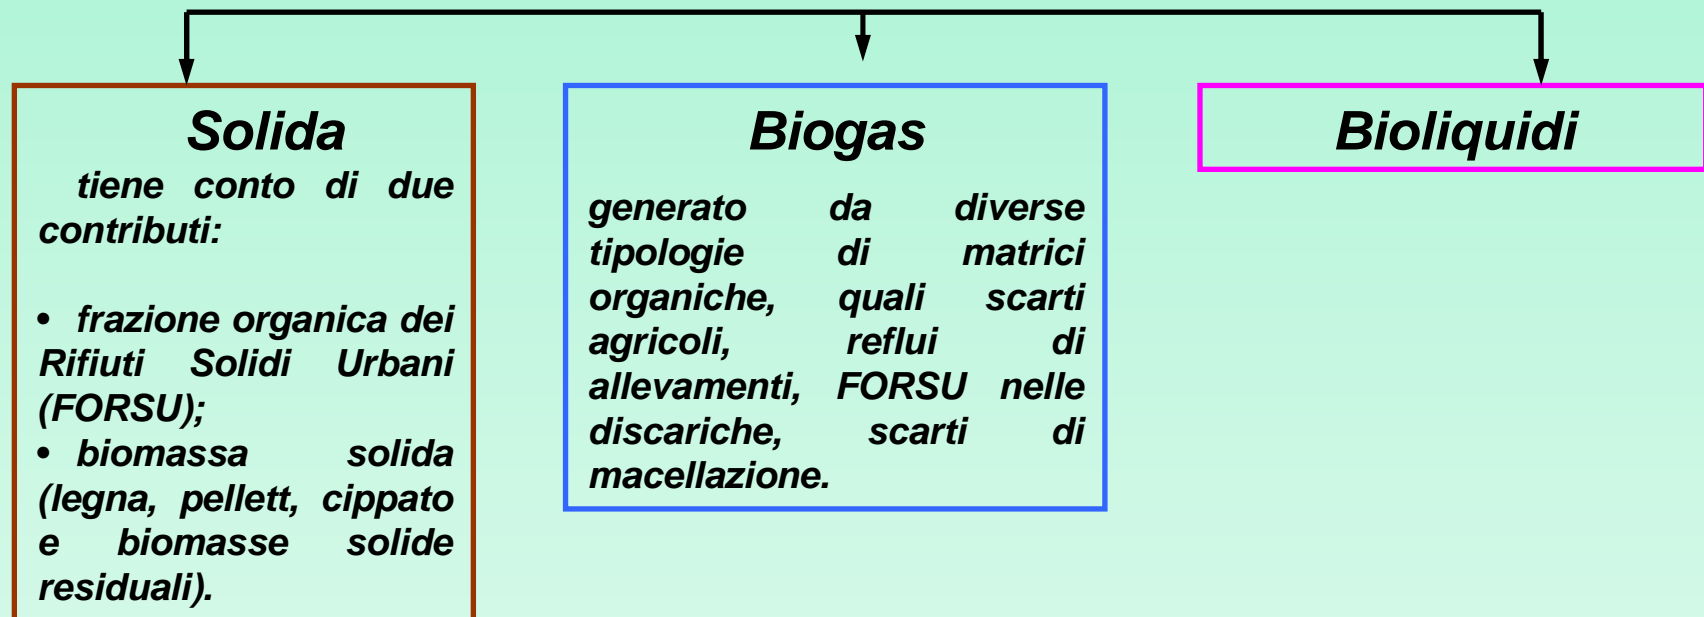 Solida
tiene conto di due
contributi:
• frazione organica dei
Rifiuti Solidi Urbani
(FORSU);
• biomassa solida
(legna, pellett, cippato
e biomasse solide
residuali).
Biogas
generato da diverse
tipologie di matrici
organiche, quali scarti
agricoli, reflui di
allevamenti, FORSU nelle
discariche, scarti di
macellazione.
Bioliquidi